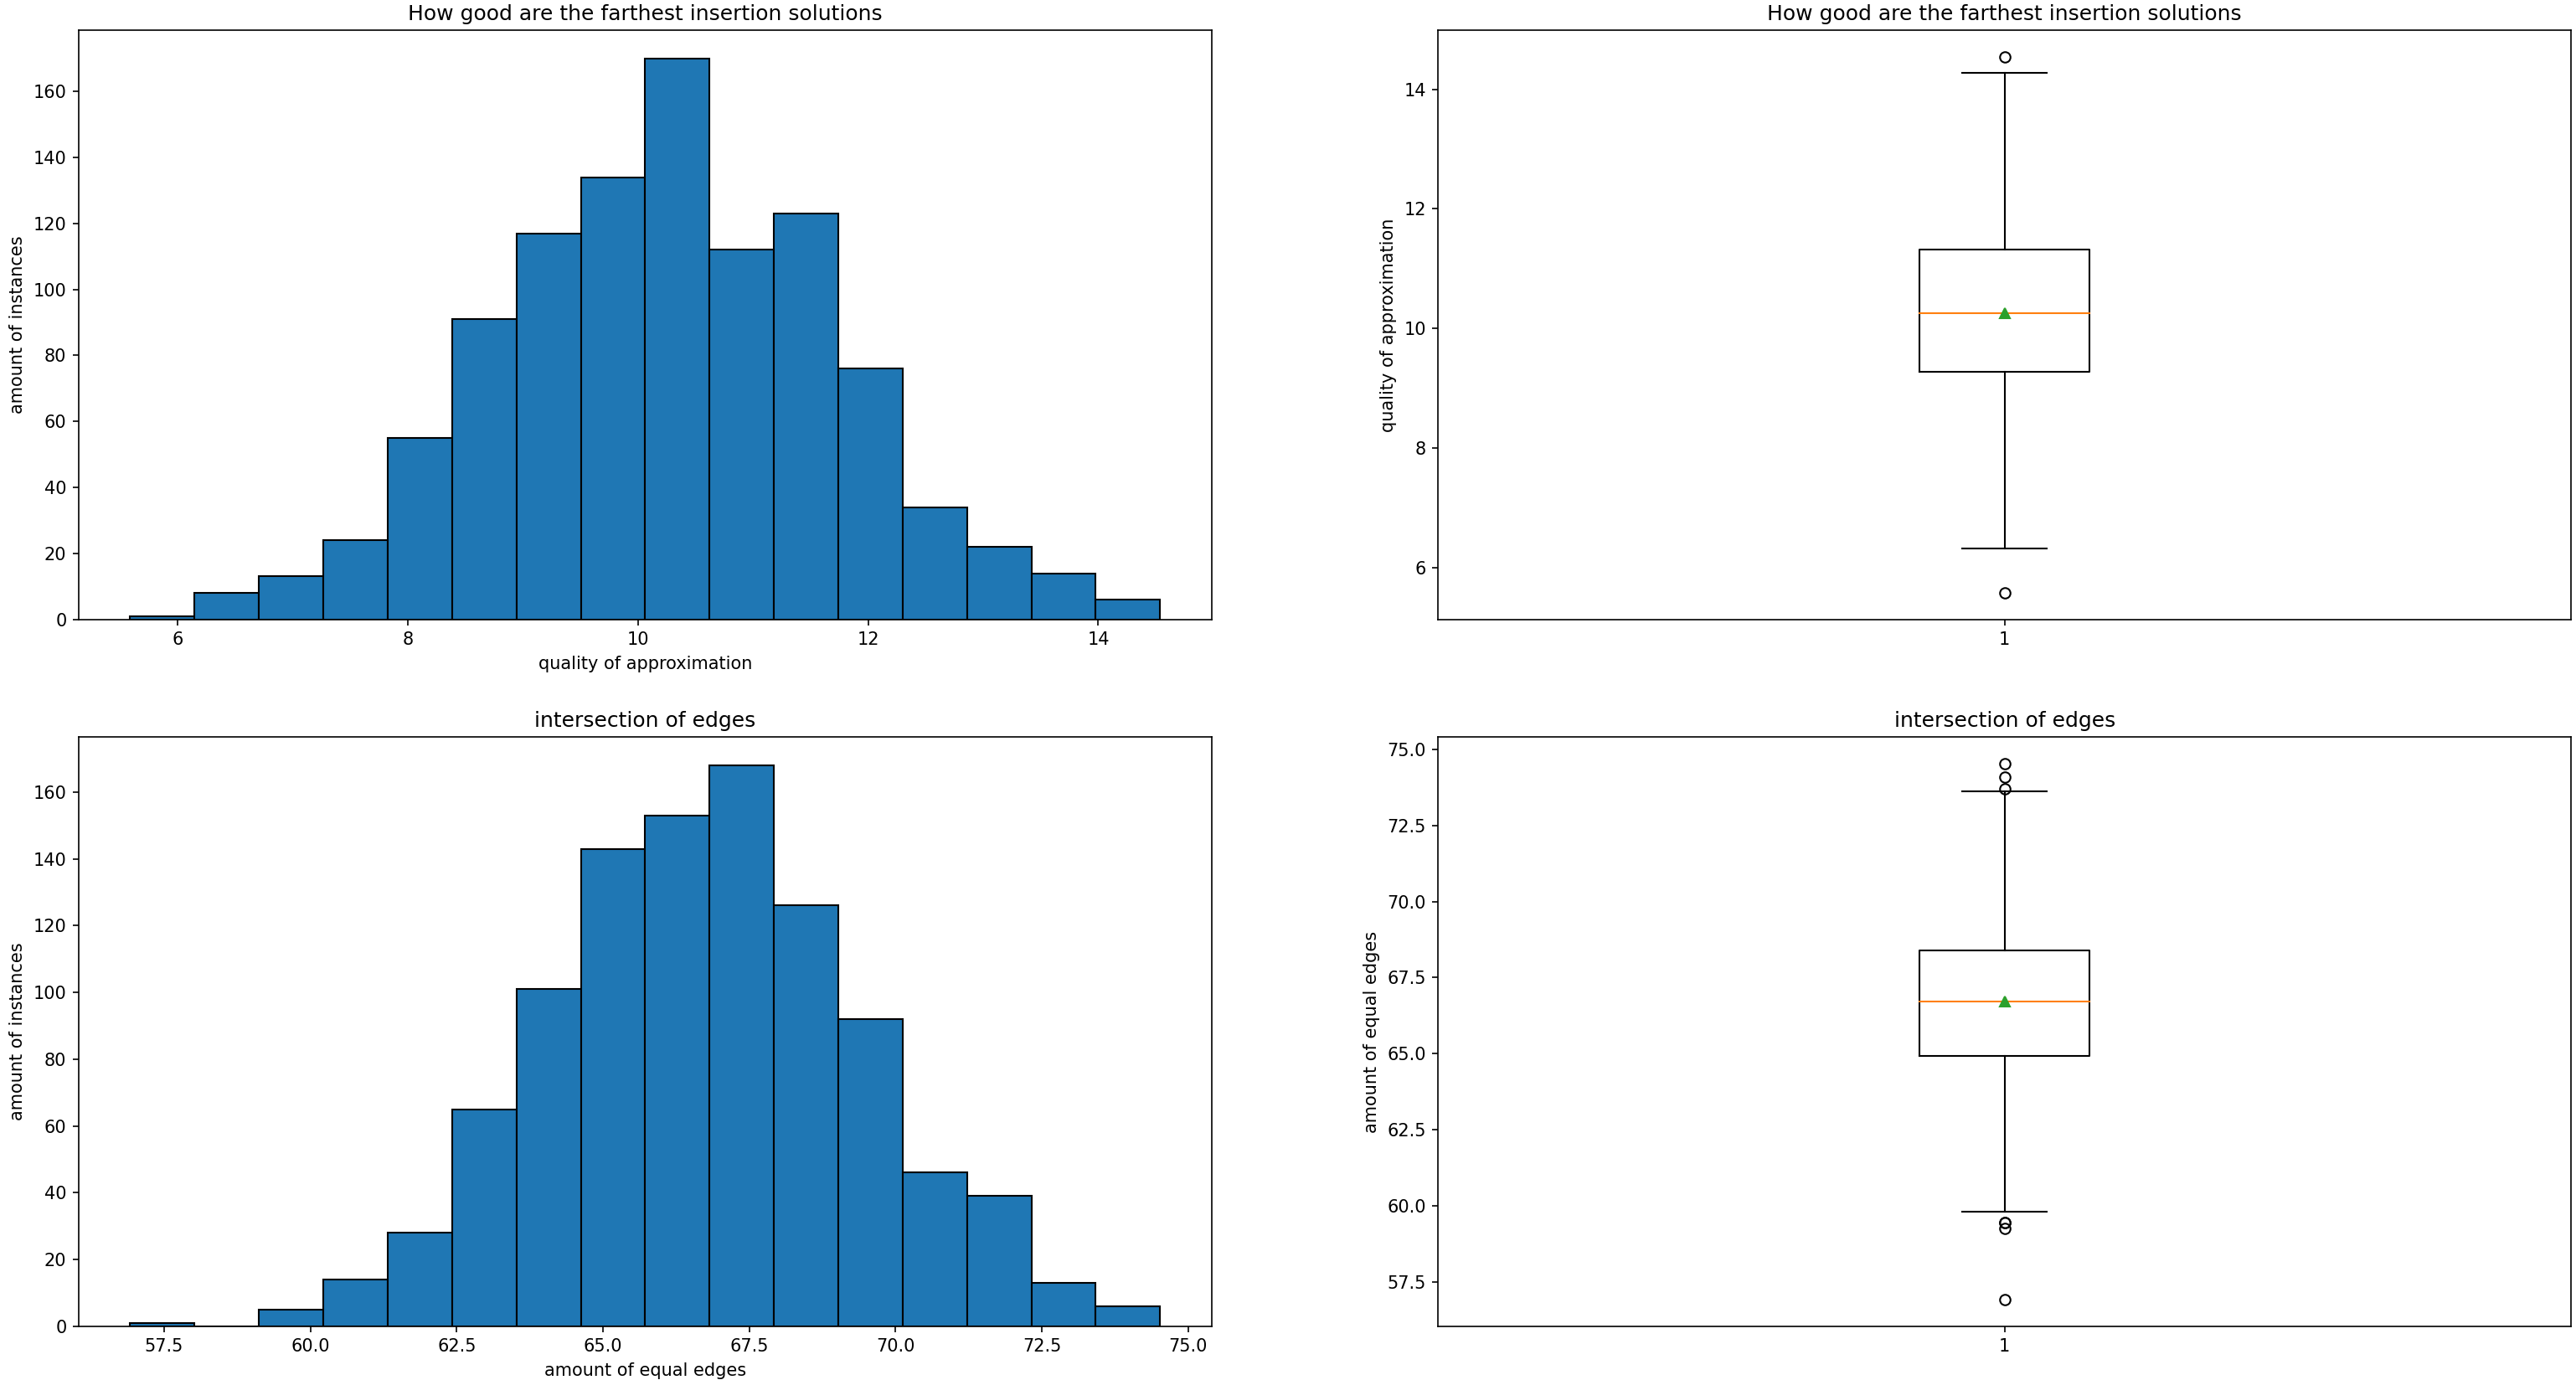 How good are the farthest insertion solutions
amount of instances
160
140
120
100
80
60
40
20
0
6 8 10 12 14
quality of approximation
How good are the farthest insertion solutions
quality of approximation
14
12
10
8
6
1
intersection of edges
amount of instances
160
140
120
100
80
60
40
20
0
57.5 60.0 62.5 65.0 67.5 70.0 72.5 75.0
amount of equal edges
intersection of edges
amount of equal edges
75.0
72.5
70.0
67.5
65.0
62.5
60.0
57.5
1